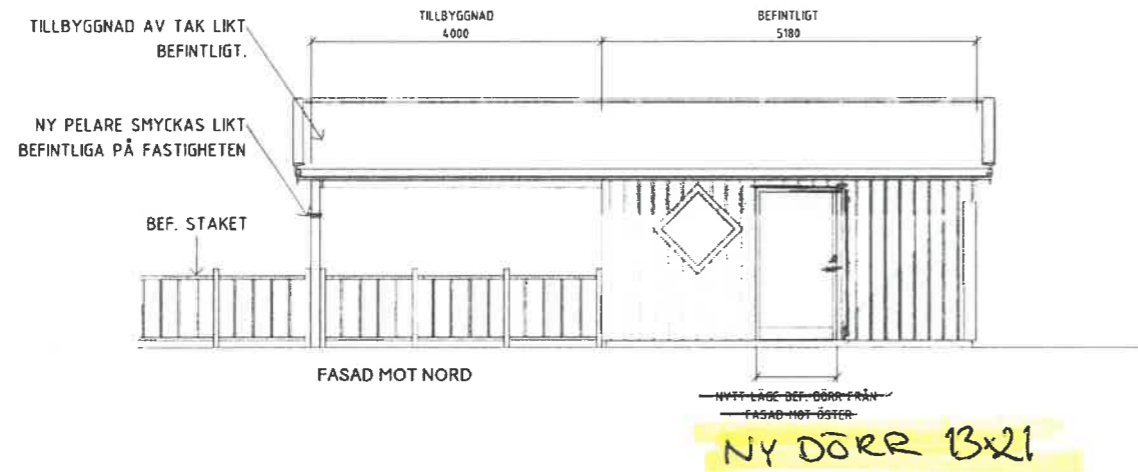 TILLBYGGNAD AV TAK LIKT
BEFINTLIGT.
TILLBYGGNAD
4000
BEFINTLIGT
5180
NY PELARE SMYCKAS LIKT
BEFINTLIGA PÅ FASTIGHETEN
BEF. STAKET
FASAD MOT NORD
NYTT LÄGE BEF. DÖRR FRÅN
FASAD MOT ÖSTER
NY DÖRR 13x21